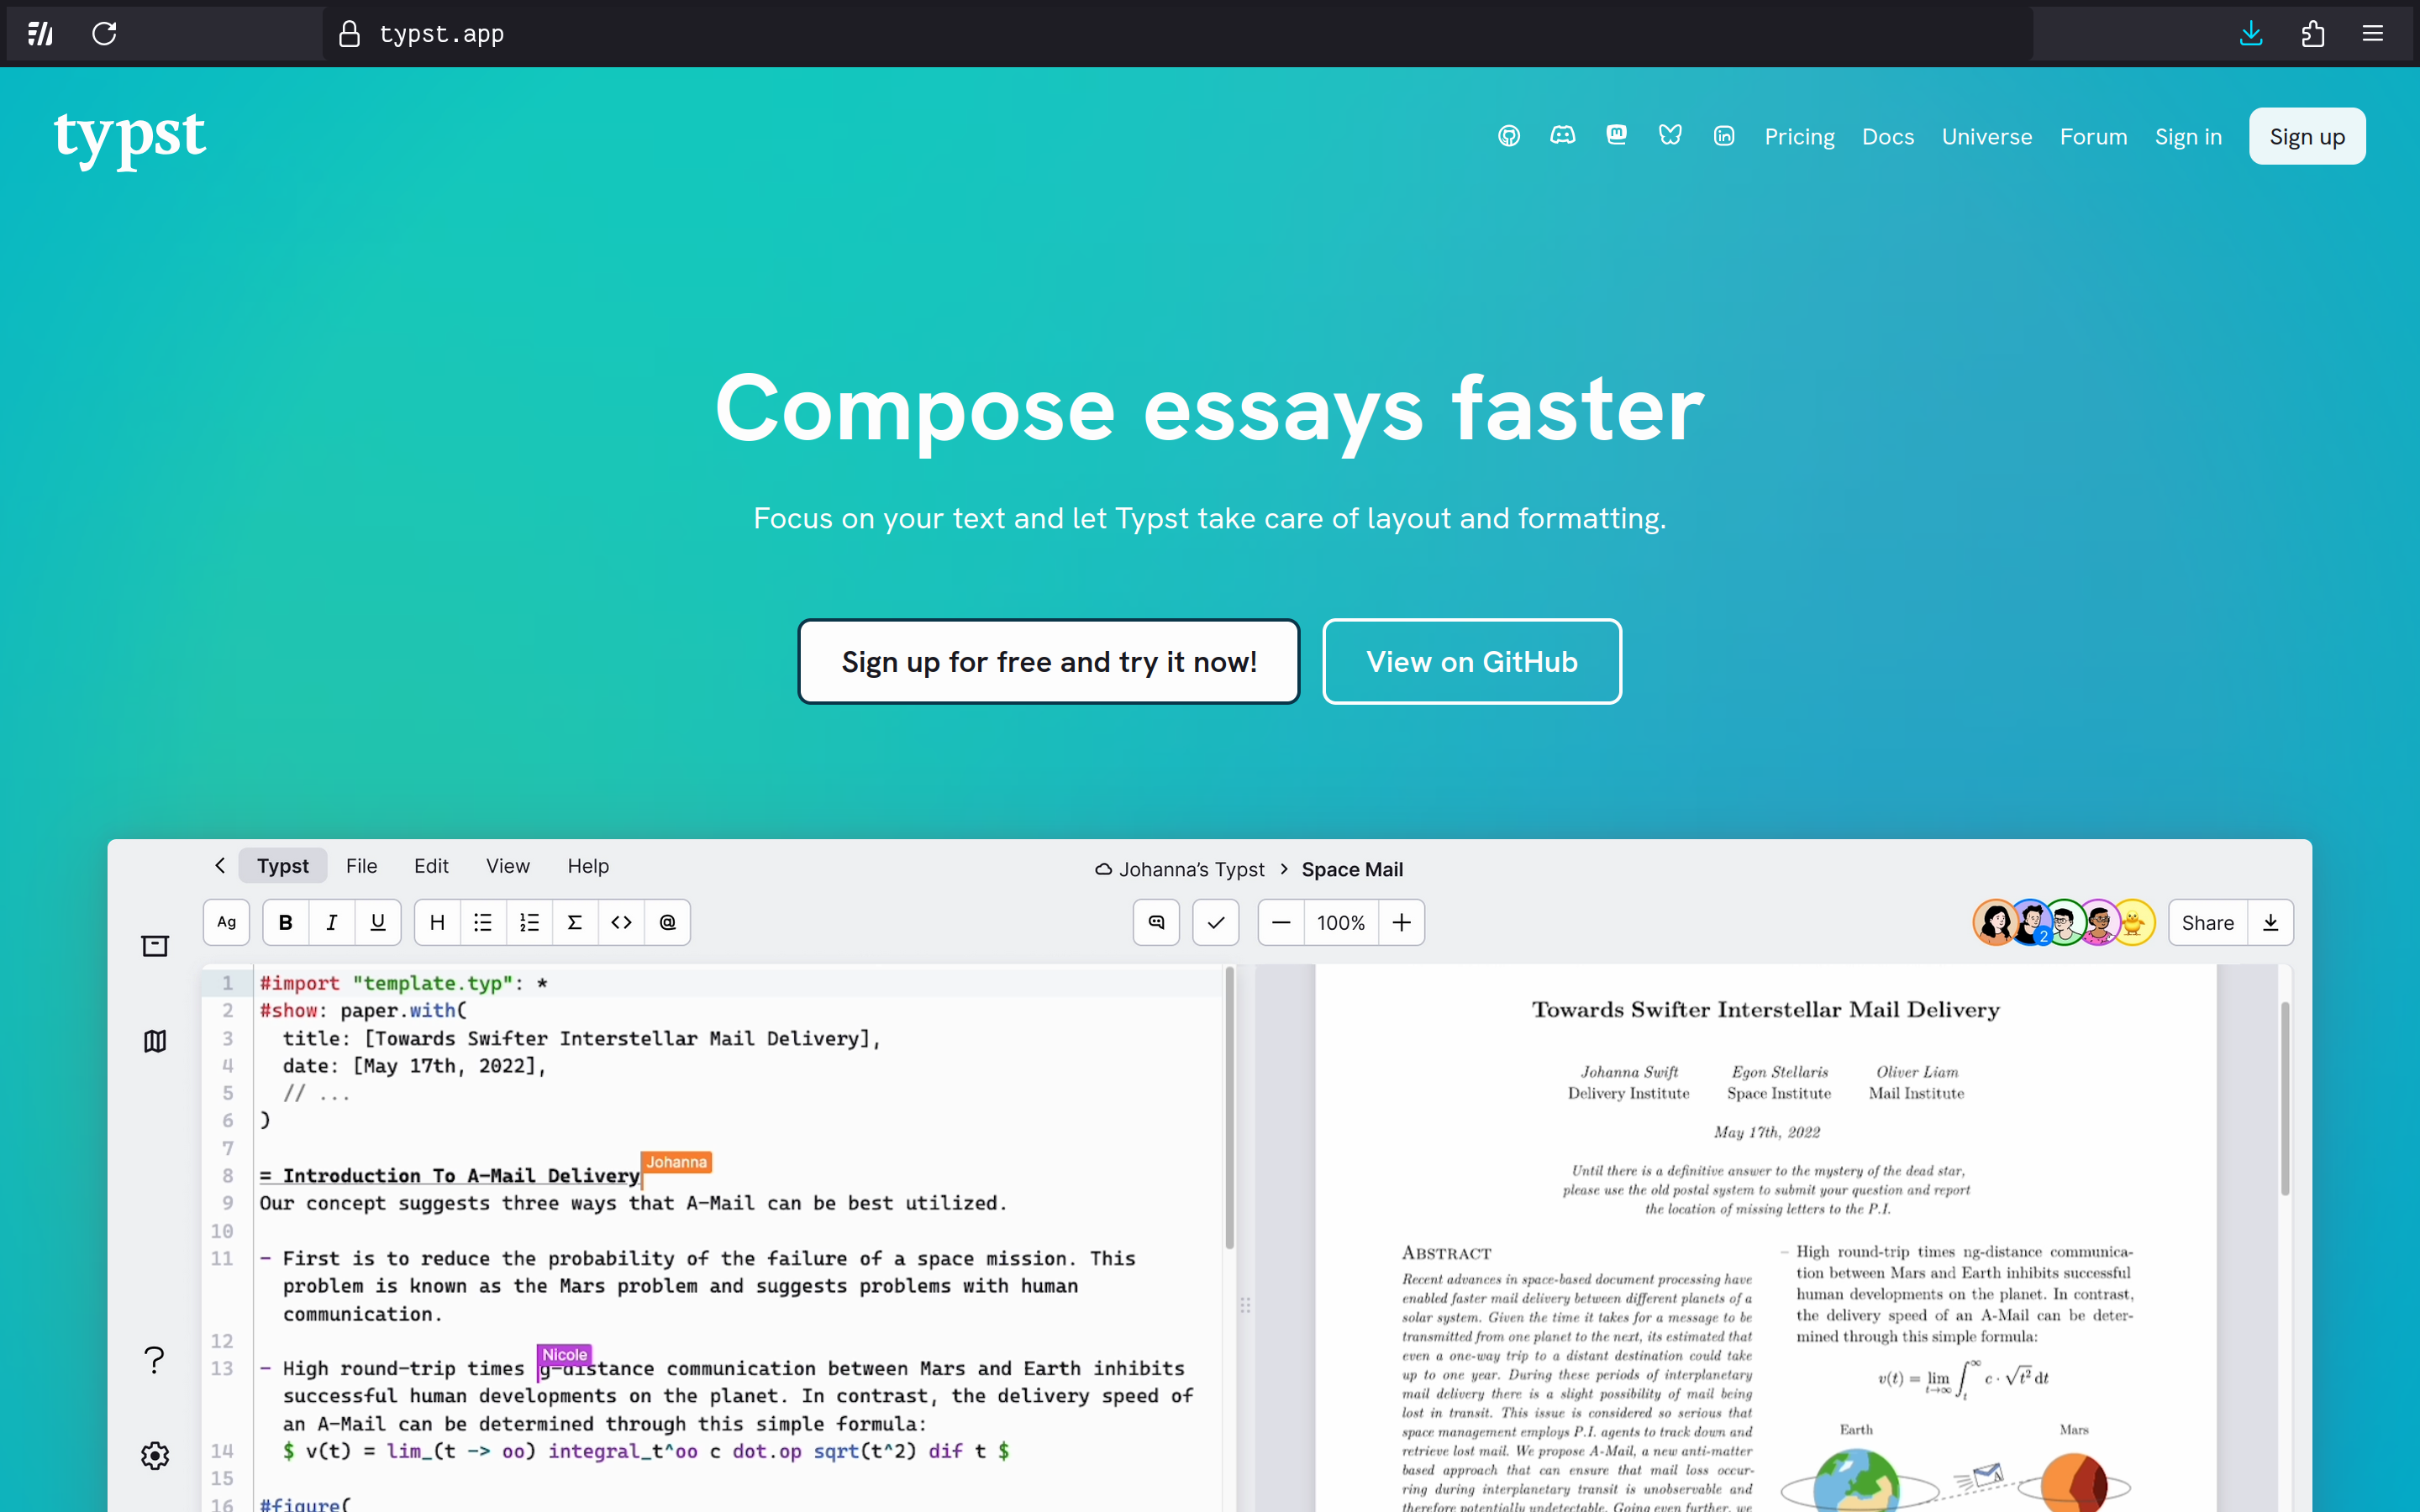 typst.app
typst
Pricing Docs Universe Forum Sign in Sign up
Compose essays faster
Focus on your text and let Typst take care of layout and formatting.
Sign up for free and try it now!
View on GitHub
Typst File Edit View Help
Johanna's Typst > Space Mail
Ag B I U H Σ <> @
100%
2
Share
1 #import "template.typ": *
2 #show: paper.with(
3 title: [Towards Swifter Interstellar Mail Delivery],
4 date: [May 17th, 2022],
5 // ...
6 )
7
Johanna
8 = Introduction To A-Mail Delivery
9 Our concept suggests three ways that A-Mail can be best utilized.
10
11 - First is to reduce the probability of the failure of a space mission. This
problem is known as the Mars problem and suggests problems with human
communication.
12
Nicole
13 - High round-trip times g-distance communication between Mars and Earth inhibits
successful human developments on the planet. In contrast, the delivery speed of
an A-Mail can be determined through this simple formula:
14 $ v(t) = lim_(t -> oo) integral_t^oo c dot.op sqrt(t^2) dif t $
15
16 #figure(
Towards Swifter Interstellar Mail Delivery
Johanna Swift Egon Stellaris Oliver Liam
Delivery Institute Space Institute Mail Institute
May 17th, 2022
Until there is a definitive answer to the mystery of the dead star,
please use the old postal system to submit your question and report
the location of missing letters to the P.I.
ABSTRACT
Recent advances in space-based document processing have
enabled faster mail delivery between different planets of a
solar system. Given the time it takes for a message to be
transmitted from one planet to the next, its estimated that
even a one-way trip to a distant destination could take
up to one year. During these periods of interplanetary
mail delivery there is a slight possibility of mail being
lost in transit. This issue is considered so serious that
space management employs P.I. agents to track down and
retrieve lost mail. We propose A-Mail, a new anti-matter
based approach that can ensure that mail loss occur-
ring during interplanetary transit is unobservable and
therefore potentially undetectable. Going even further, we
– High round-trip times ng-distance communica-
tion between Mars and Earth inhibits successful
human developments on the planet. In contrast,
the delivery speed of an A-Mail can be deter-
mined through this simple formula:
v(t) = lim t→∞ ∫ t ∞ c · √t² dt
Earth Mars
A